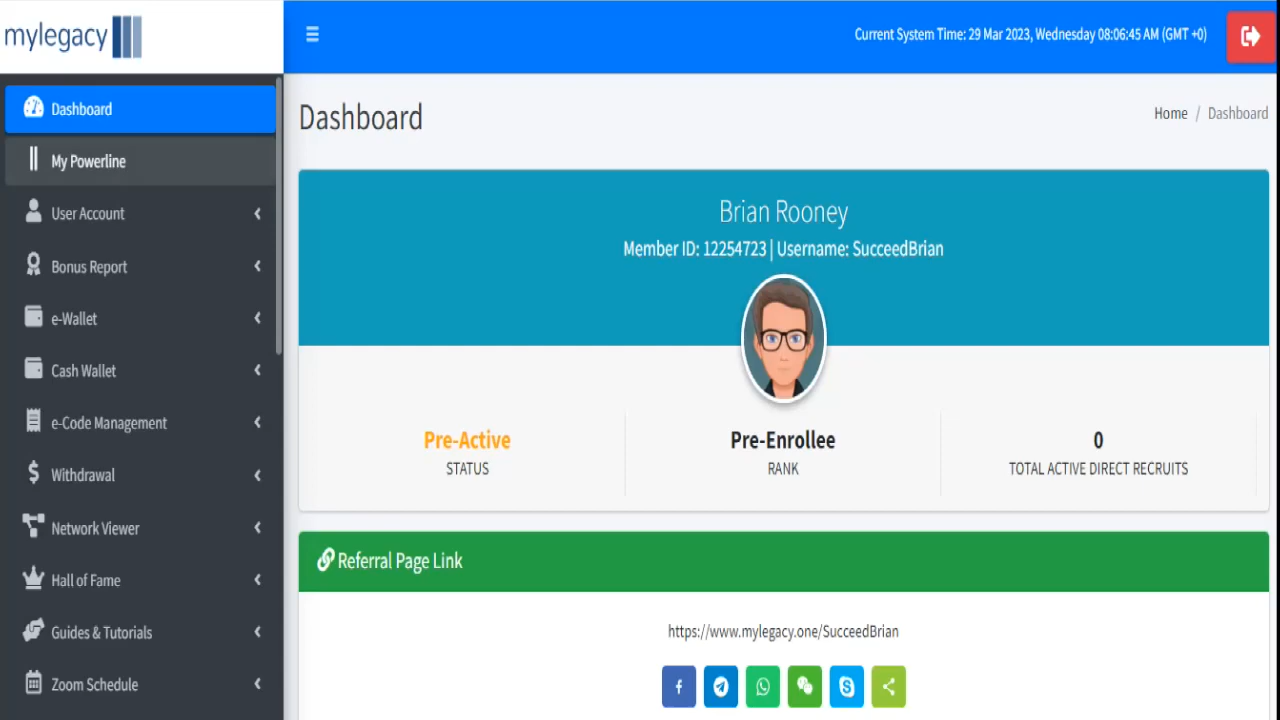 mylegacy
Current System Time: 29 Mar 2023, Wednesday 08:06:45 AM (GMT +0)
Dashboard
My Powerline
User Account
Bonus Report
e-Wallet
Cash Wallet
e-Code Management
Withdrawal
Network Viewer
Hall of Fame
Guides & Tutorials
Zoom Schedule
Dashboard
Home / Dashboard
Brian Rooney
Member ID: 12254723 | Username: SucceedBrian
Pre-Active
STATUS
Pre-Enrollee
RANK
0
TOTAL ACTIVE DIRECT RECRUITS
Referral Page Link
https://www.mylegacy.one/SucceedBrian